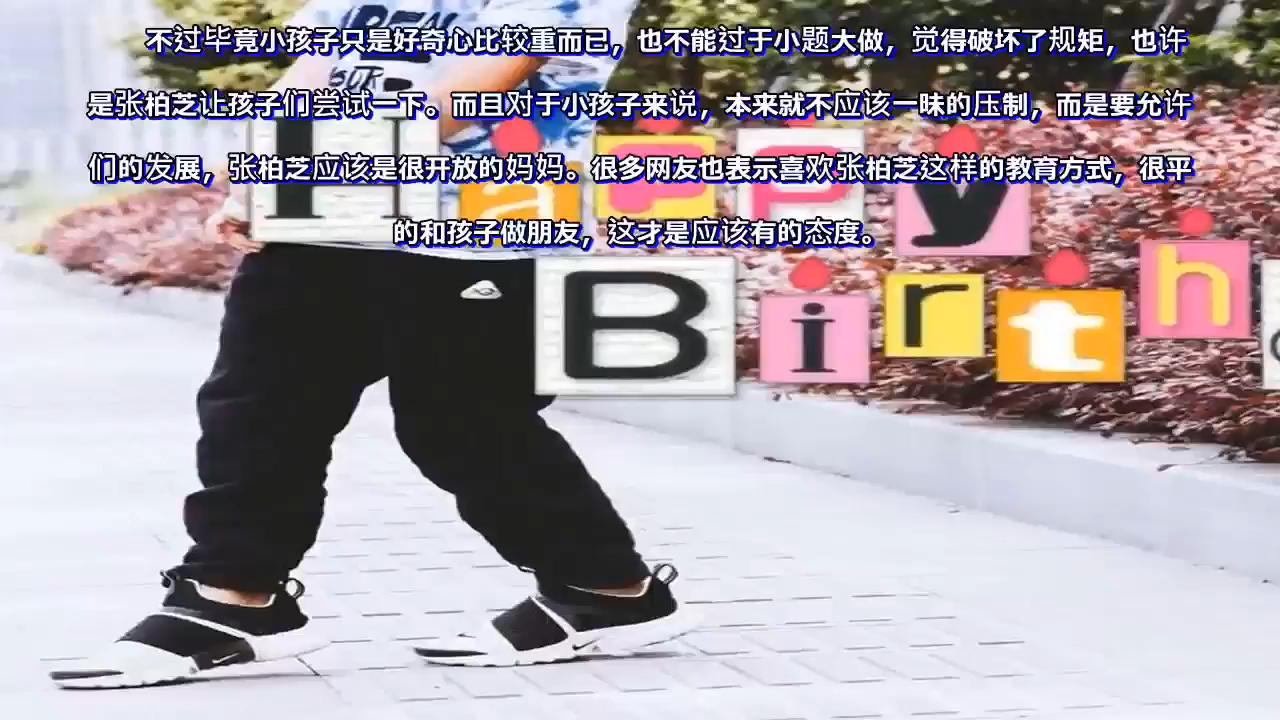 不过毕竟小孩子只是好奇心比较重而已，也不能过于小题大做，觉得破坏了规矩，也许
是张柏芝让孩子们尝试一下。而且对于小孩子来说，本来就不应该一昧的压制，而是要允许
们的发展，张柏芝应该是很开放的妈妈。很多网友也表示喜欢张柏芝这样的教育方式，很平
的和孩子做朋友，这才是应该有的态度。
REAL
Happy
Birth